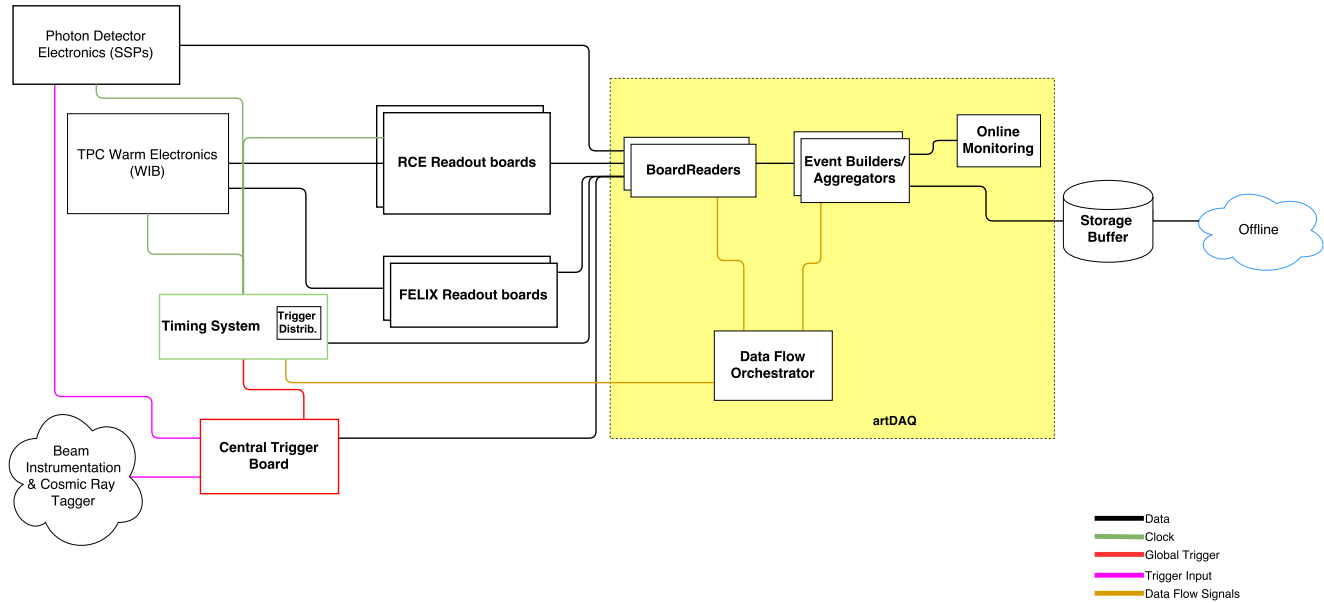 Photon Detector
Electronics (SSPs)
TPC Warm Electronics
(WIB)
RCE Readout boards
FELIX Readout boards
Timing System
Trigger
Distrib.
Central Trigger
Board
Beam
Instrumentation
& Cosmic Ray
Tagger
BoardReaders
Event Builders/
Aggregators
Online
Monitoring
Data Flow
Orchestrator
artDAQ
Storage
Buffer
Offline
Data
Clock
Global Trigger
Trigger Input
Data Flow Signals